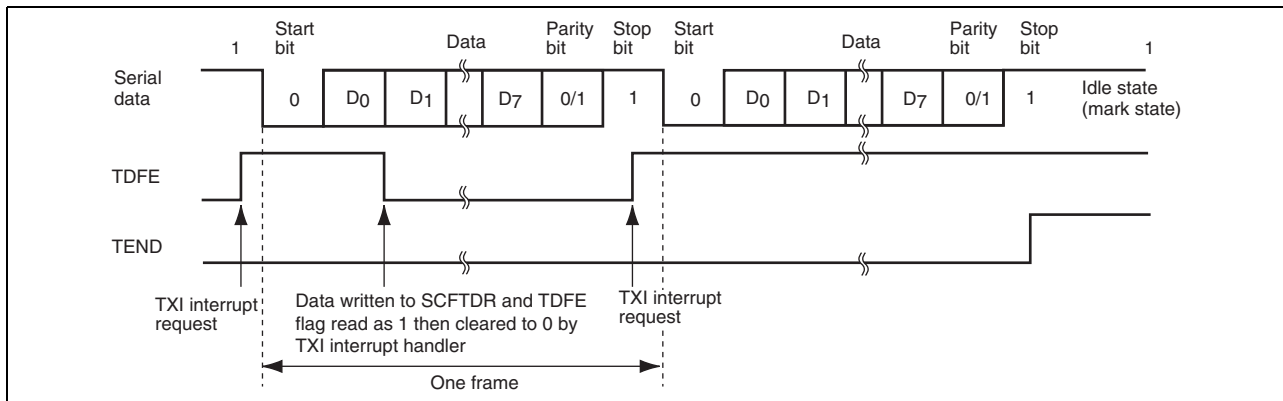 1
Start
bit
Data
Parity
bit
Stop
bit
Start
bit
Data
Parity
bit
Stop
bit
1
Serial
data
0
D0
D1
D7
0/1
1
0
D0
D1
D7
0/1
1
Idle state
(mark state)
TDFE
TEND
TXI interrupt
request
Data written to SCFTDR and TDFE
flag read as 1 then cleared to 0 by
TXI interrupt handler
TXI interrupt
request
One frame